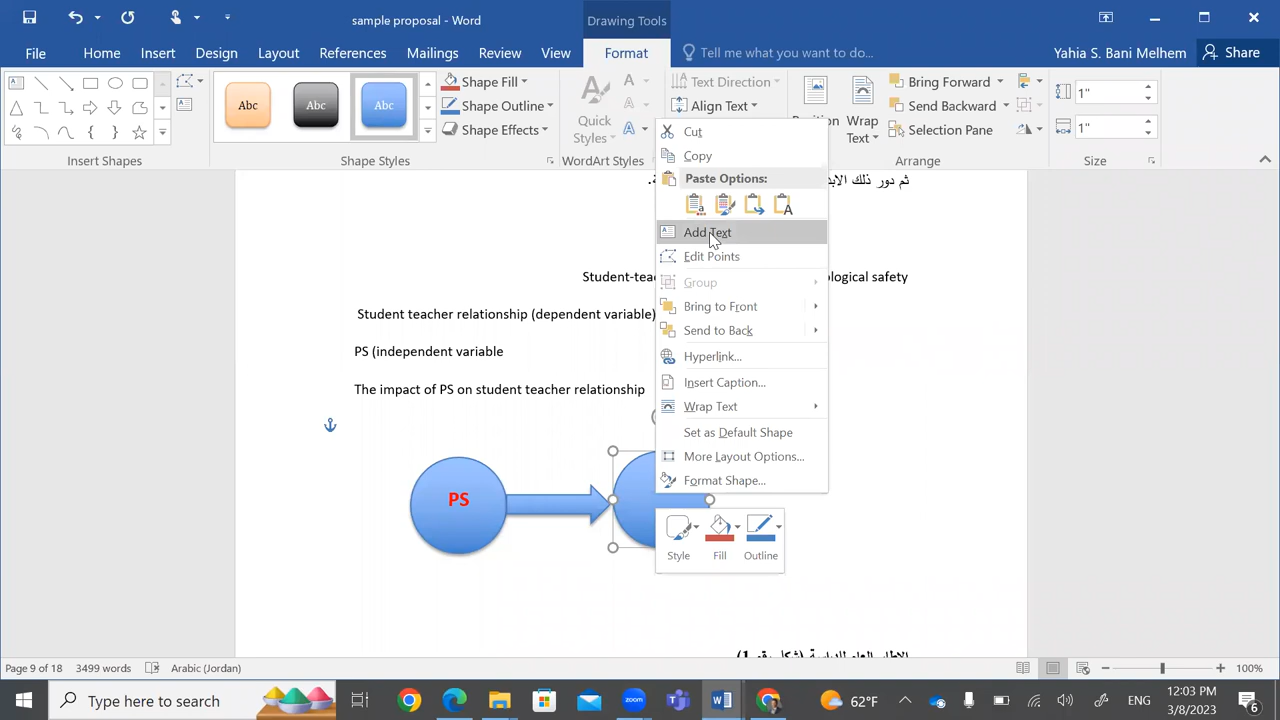 sample proposal - Word
Drawing Tools
File
Home
Insert
Design
Layout
References
Mailings
Review
View
Format
Tell me what you want to do...
Yahia S. Bani Melhem
Share
Abc
Abc
Abc
Shape Fill
Shape Outline
Shape Effects
Quick
Styles
Text Direction
Align Text
Position
Wrap
Text
Bring Forward
Send Backward
Selection Pane
1"
1"
Insert Shapes
Shape Styles
WordArt Styles
Arrange
Size
Cut
Copy
Paste Options:
Add Text
Edit Points
Group
Bring to Front
Send to Back
Hyperlink...
Insert Caption...
Wrap Text
Set as Default Shape
More Layout Options...
Format Shape...
Style
Fill
Outline
ثم دور ذلك
Student teacher relationship (dependent variable)
PS (independent variable
The impact of PS on student teacher relationship
PS
Page 9 of 18
3499 words
Arabic (Jordan)
100%
Type here to search
zoom
62°F
ENG
12:03 PM
3/8/2023
6